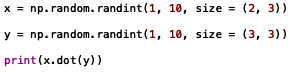 x = np.random.randint(1, 10, size = (2, 3))
y = np.random.randint(1, 10, size = (3, 3))
print(x.dot(y))